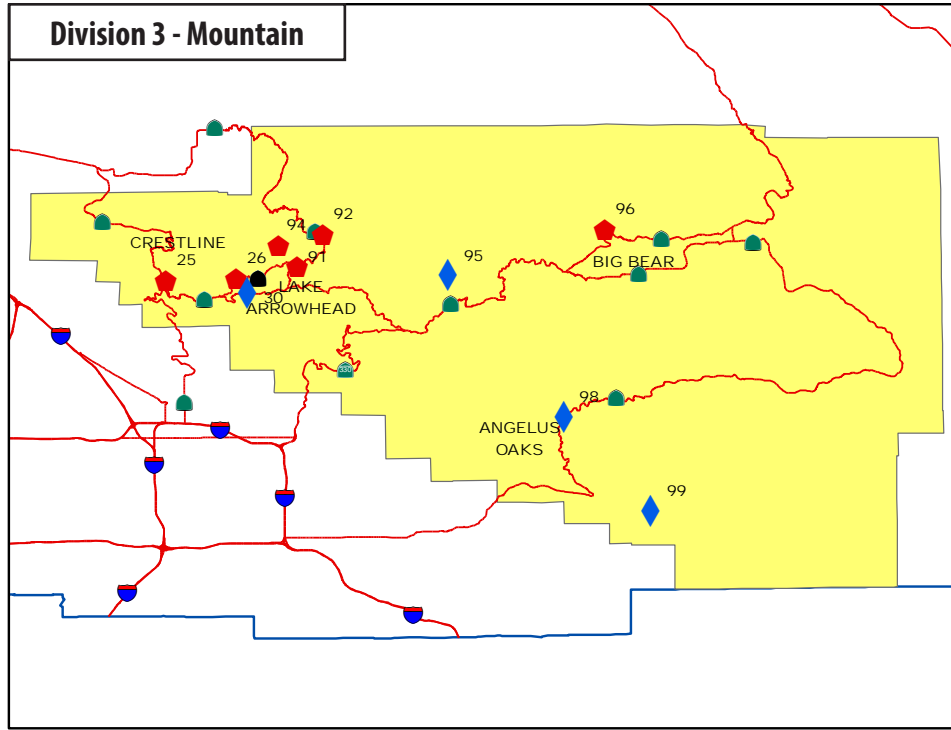 Division 3 - Mountain
92
94
96
CRESTLINE
25
26
91
95
BIG BEAR
30
LAKE
ARROWHEAD
330
98
ANGELUS
OAKS
99